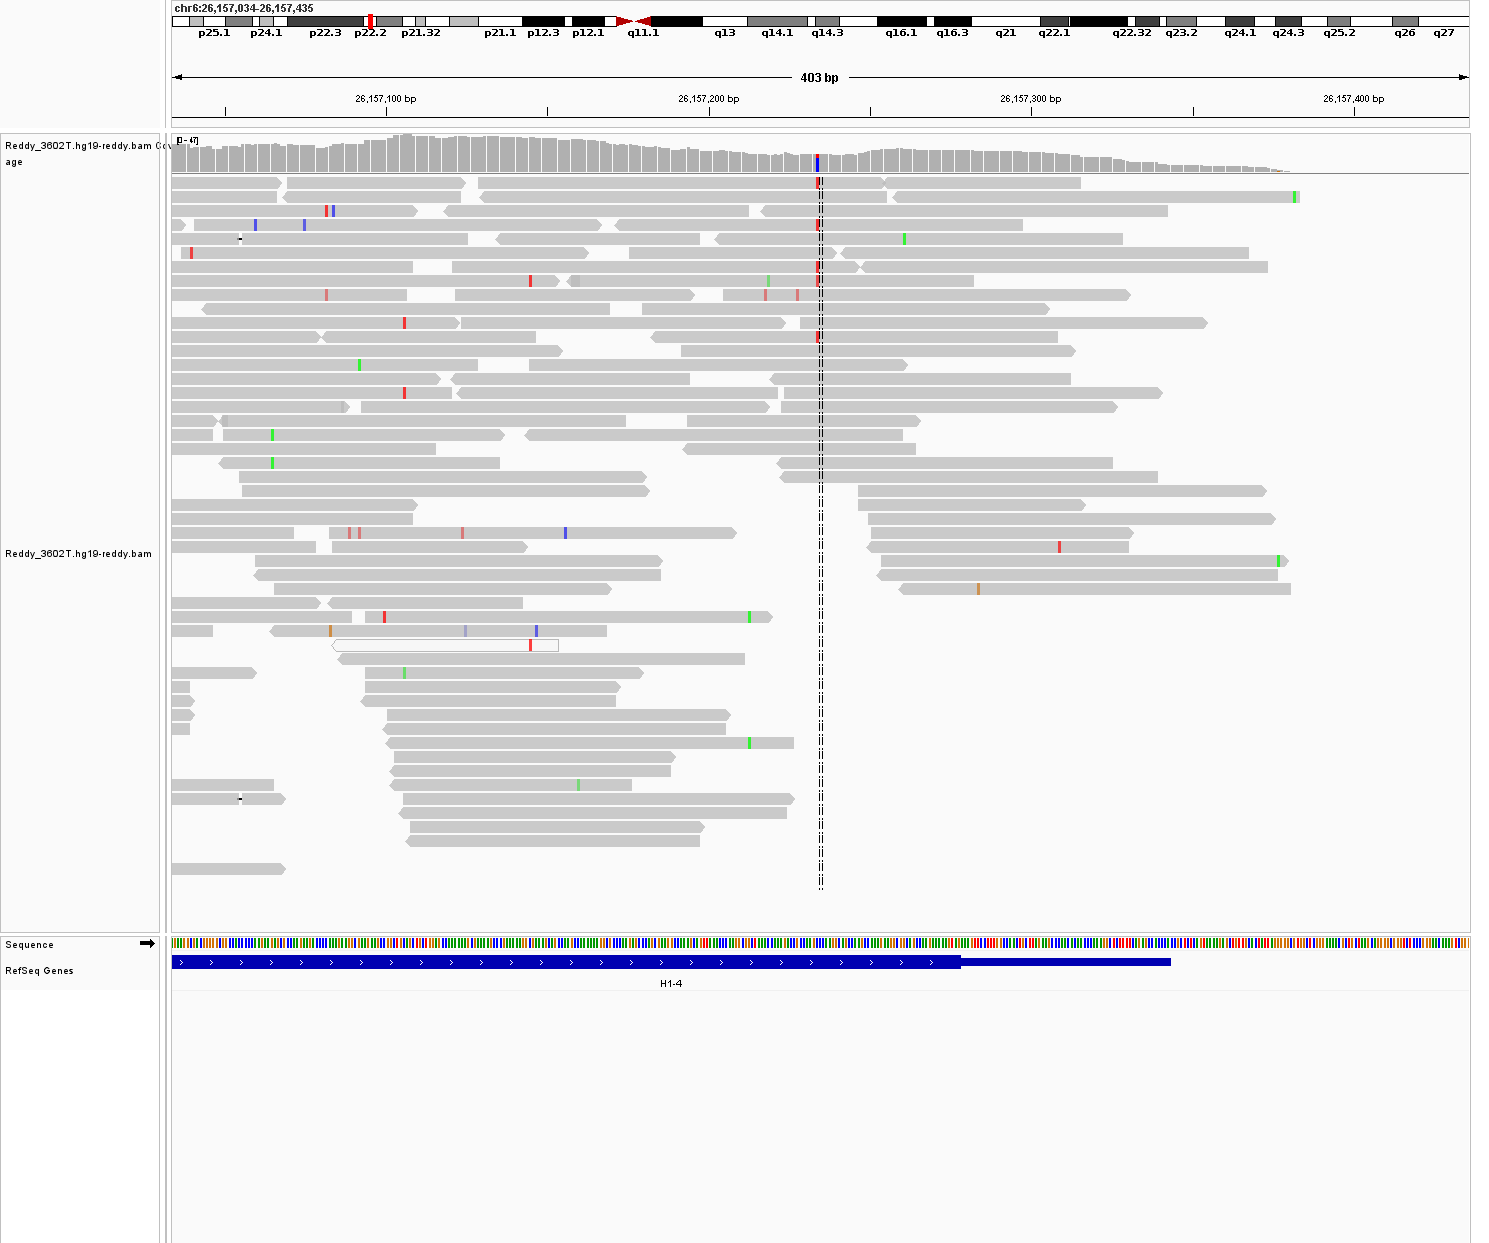 chr6:26,157,034-26,157,435
p25.1 p24.1 p22.3 p22.2 p21.32 p21.1 p12.3 p12.1 q11.1 q13 q14.1 q14.3 q16.1 q16.3 q21 q22.1 q22.32 q23.2 q24.1 q24.3 q25.2 q26 q27
403 bp
26,157,100 bp 26,157,200 bp 26,157,300 bp 26,157,400 bp
[0 - 47]
Reddy_3602T.hg19-reddy.bam Cov
age
Reddy_3602T.hg19-reddy.bam
Sequence
RefSeq Genes
H1-4